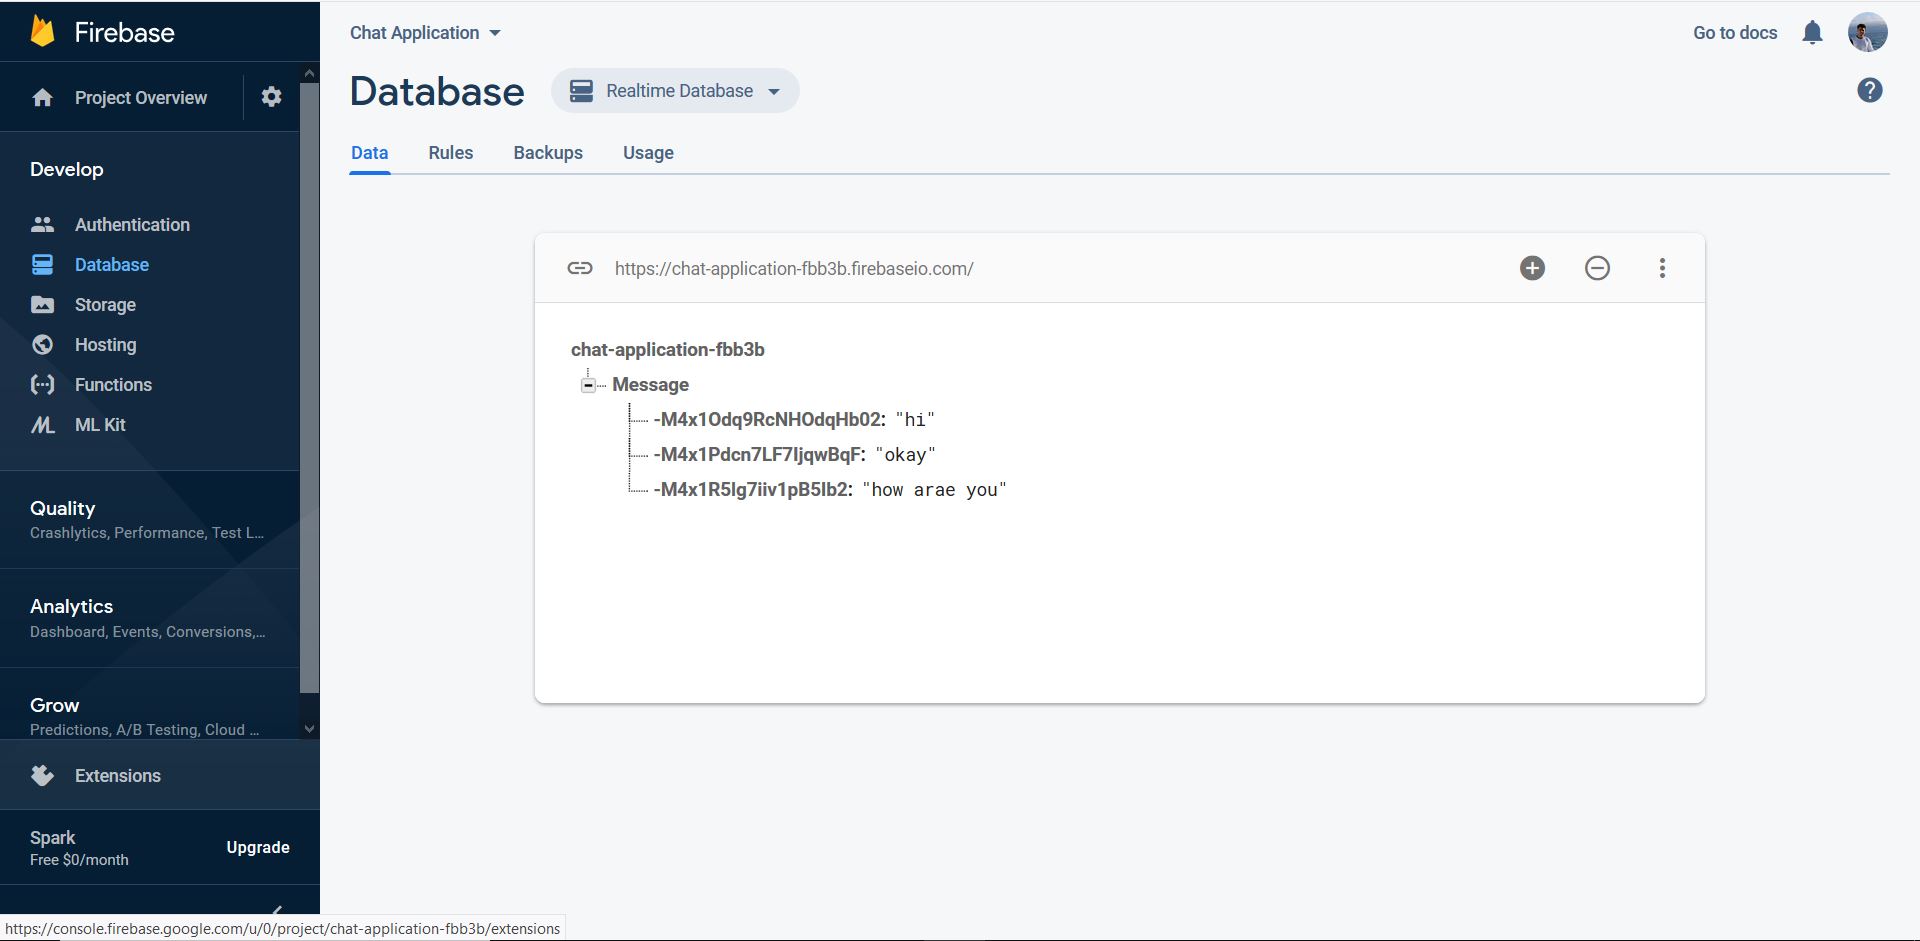 Firebase
Project Overview
Develop
Authentication
Database
Storage
Hosting
Functions
ML Kit
Quality
Crashlytics, Performance, Test L...
Analytics
Dashboard, Events, Conversions,...
Grow
Predictions, A/B Testing, Cloud ...
Extensions
Spark
Free $0/month
Upgrade
Chat Application
Go to docs
Database
Realtime Database
Data Rules Backups Usage
https://chat-application-fbb3b.firebaseio.com/
chat-application-fbb3b
Message
-M4x1Odq9RcNHOdqHb02: "hi"
-M4x1Pdcn7LF7IjqwBqF: "okay"
-M4x1R5Ig7iiv1pB5Ib2: "how arae you"
https://console.firebase.google.com/u/0/project/chat-application-fbb3b/extensions